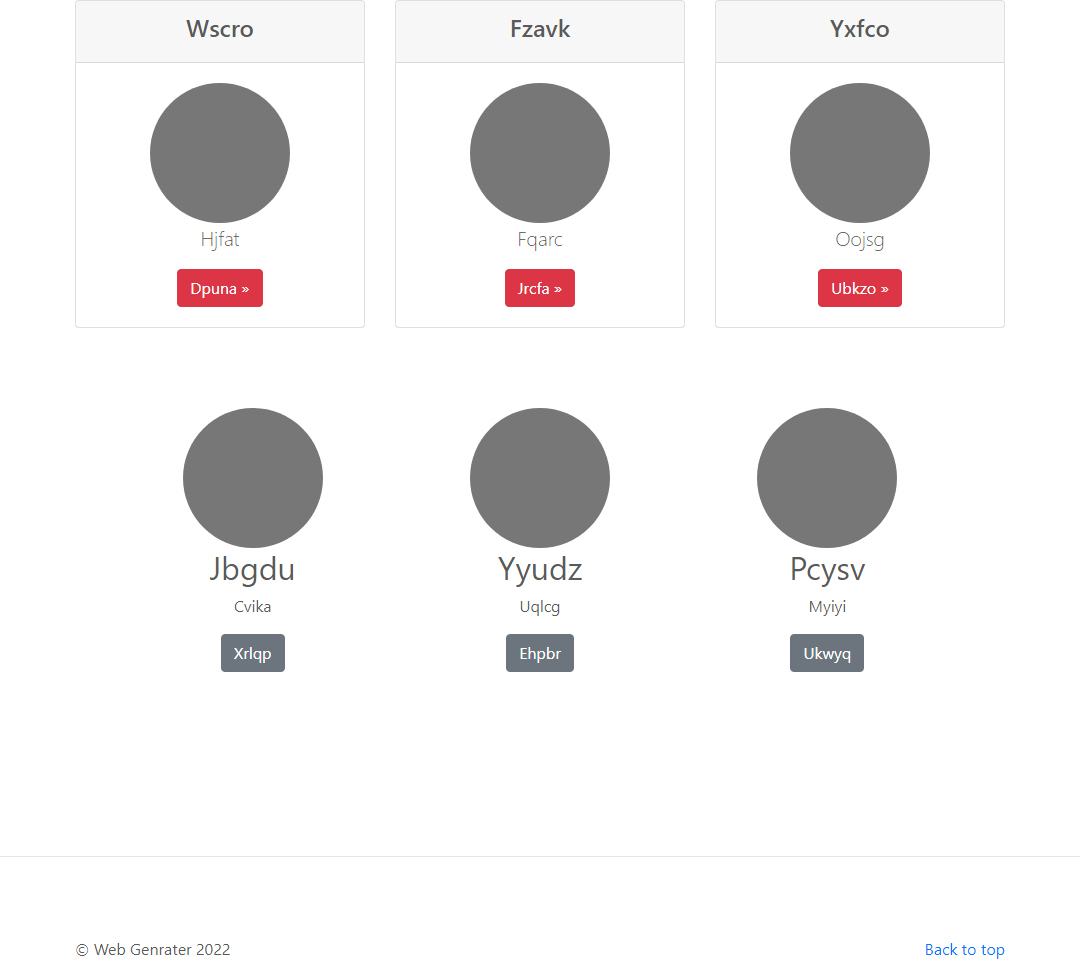 Wscro
Fzavk
Yxfco
Hjfat
Fqarc
Oojsg
Dpuna »
Jrcfa »
Ubkzo »
Jbgdu
Yyudz
Pcysv
Cvika
Uqlcg
Myiyi
Xrlqp
Ehpbr
Ukwyq
© Web Genrater 2022
Back to top